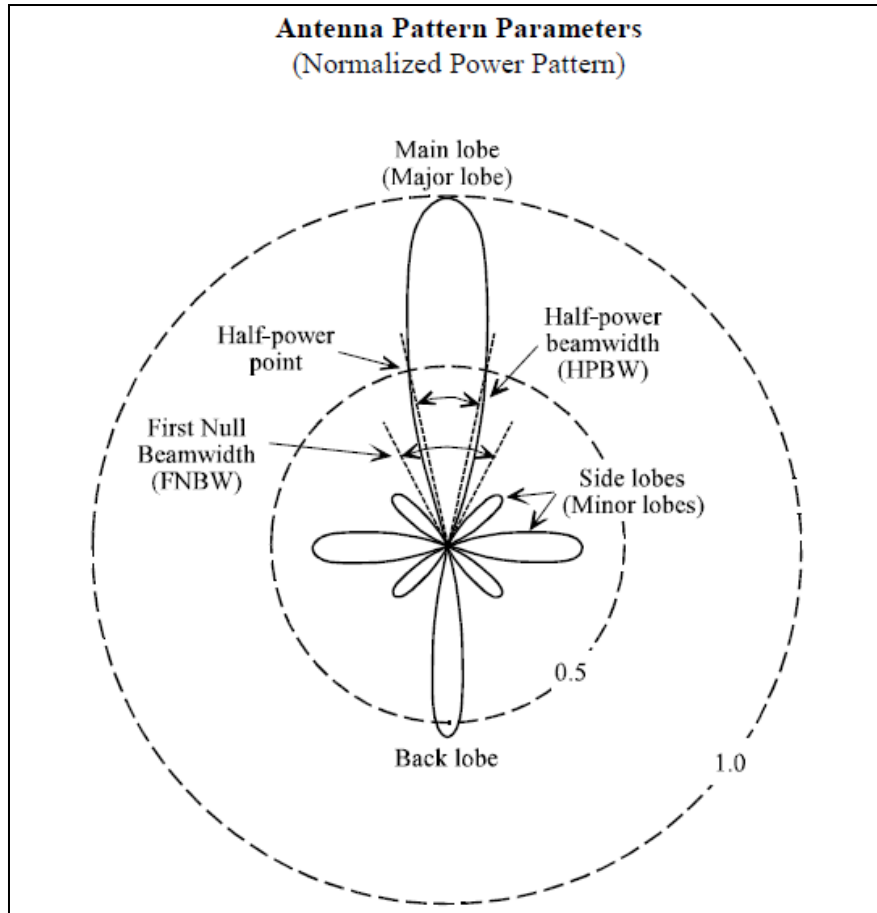 Antenna Pattern Parameters
(Normalized Power Pattern)
Main lobe
(Major lobe)
Half-power
point
Half-power
beamwidth
(HPBW)
First Null
Beamwidth
(FNBW)
Side lobes
(Minor lobes)
0.5
Back lobe
1.0